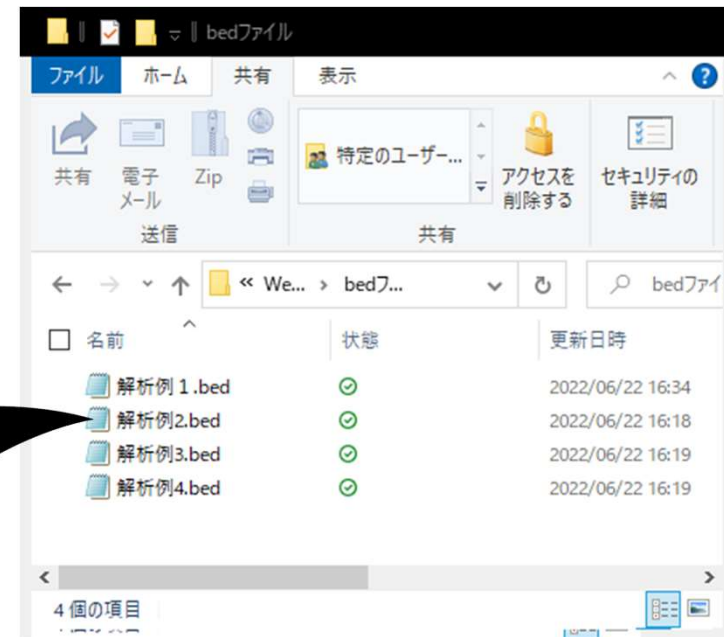 bedファイル
ファイル ホーム 共有 表示
共有 電子メール Zip 特定のユーザー... アクセスを削除する セキュリティの詳細
送信 共有
« We... › bedフ... bedファイ
名前 状態 更新日時
解析例１.bed 2022/06/22 16:34
解析例2.bed 2022/06/22 16:18
解析例3.bed 2022/06/22 16:19
解析例4.bed 2022/06/22 16:19
4 個の項目